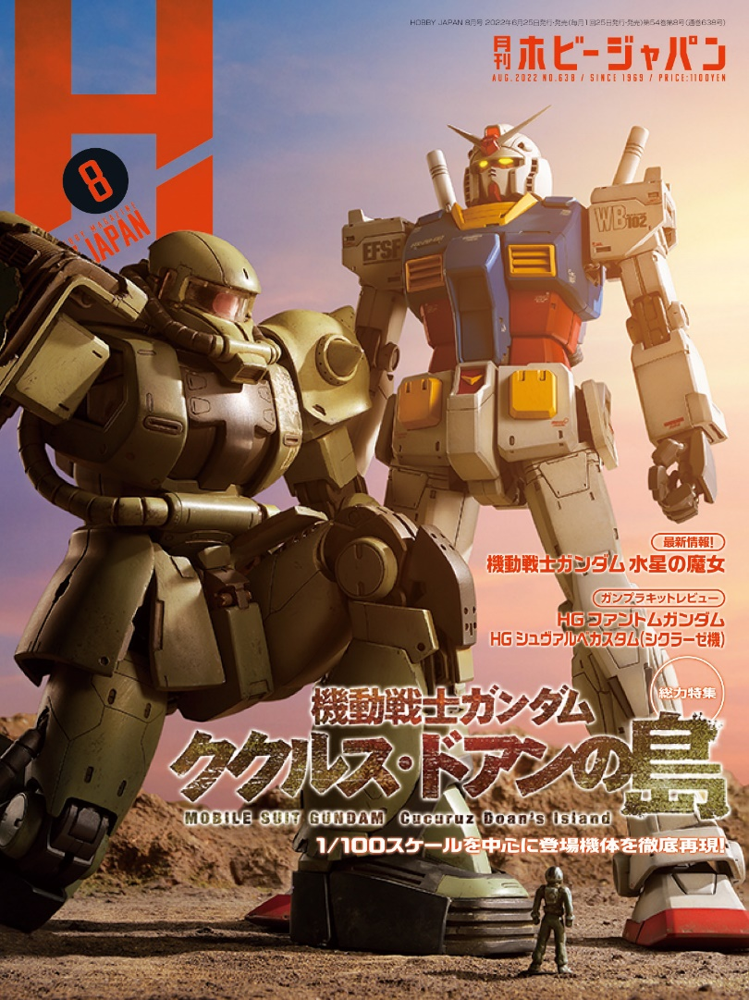 HOBBY JAPAN 8月号 2022年6月25日発行・発売(毎月1回25日発行・発売)第54巻第8号(通巻638号)
月刊ホビージャパン
AUG.2022 NO.638 / SINCE 1969 / PRICE:1100YEN
H
8
JAPAN
EFSF
WB 102
最新情報!
機動戦士ガンダム 水星の魔女
ガンプラキットレビュー
HG ファントムガンダム
HG シュヴァルベカスタム(シクラーゼ機)
総力特集
機動戦士ガンダム
ククルス・ドアンの島
MOBILE SUIT GUNDAM Cucuruz Doan's Island
1/100スケールを中心に登場機体を徹底再現!